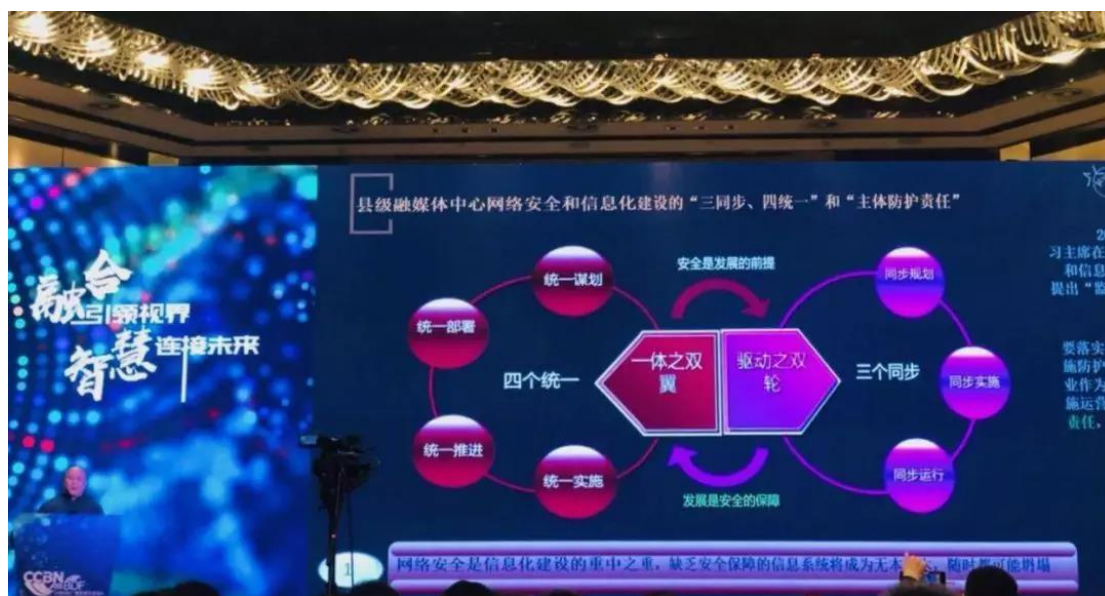 融合
引领视界
智慧连接未来
县级融媒体中心网络安全和信息化建设的“三同步、四统一”和“主体防护责任”
统一谋划
统一部署
统一推进
统一实施
四个统一
安全是发展的前提
一体之双
翼
驱动之双
轮
发展是安全的保障
三个同步
同步规划
同步实施
同步运行
习主席在
和信息
提出“监
要落实
施防护
业作为
施运营
责任，
1
网络安全是信息化建设的重中之重，缺乏安全保障的信息系统将成为无本 随时都可能坍塌
CCBN
BDF